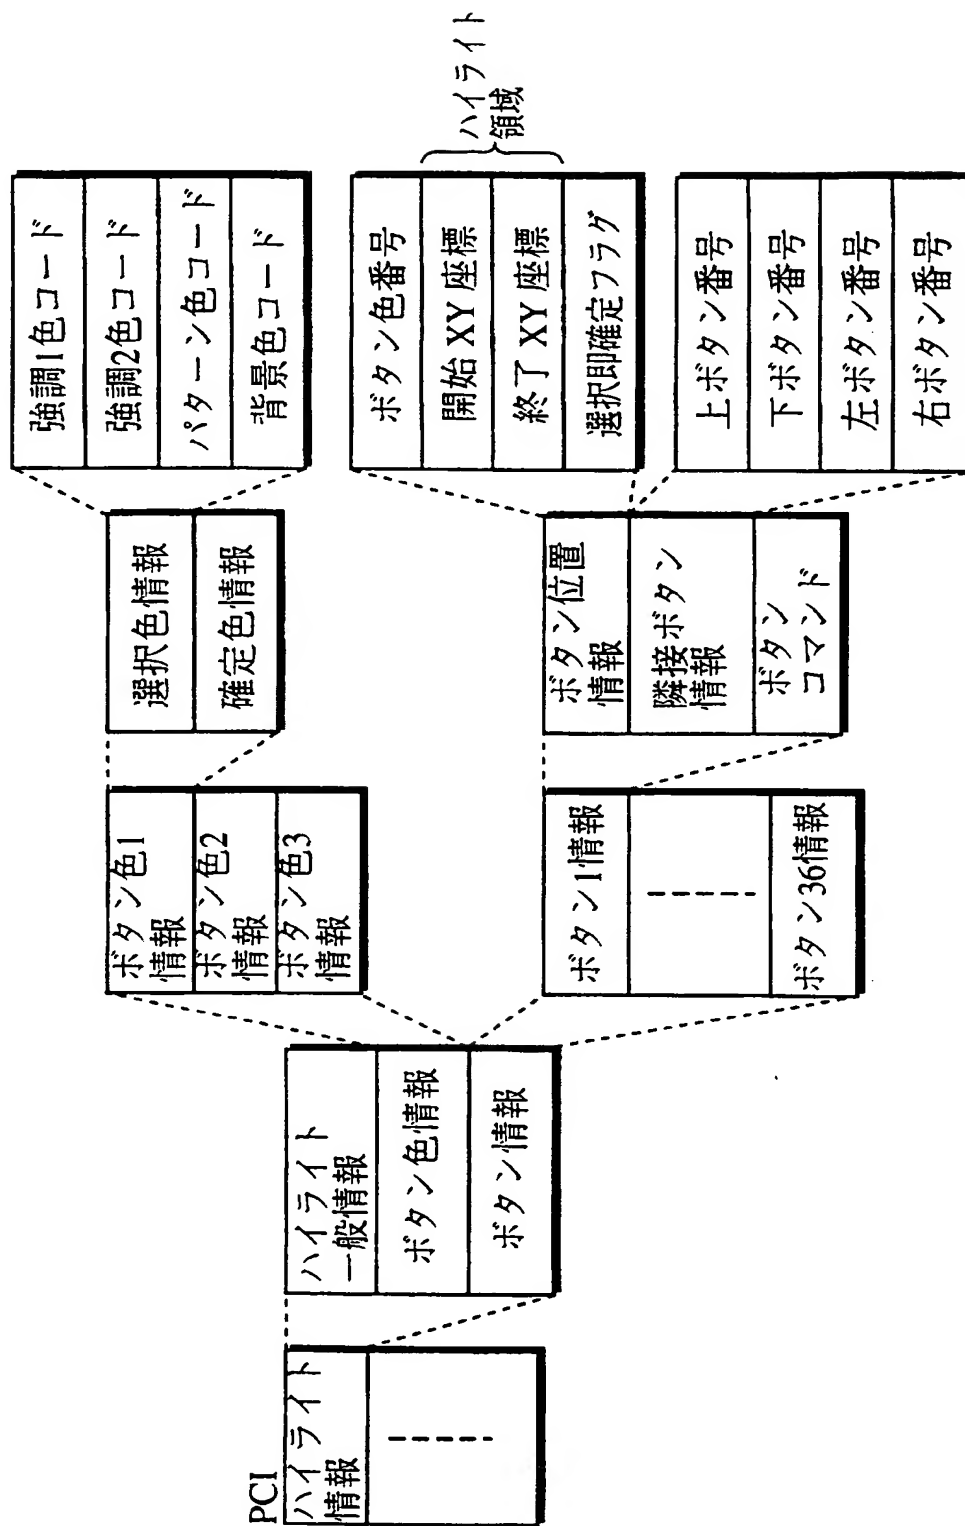 PCI
ハイライト
情報
ハイライト
一般情報
ボタン色情報
ボタン情報
ボタン色1
情報
ボタン色2
情報
ボタン色3
情報
ボタン1情報
ボタン36情報
選択色情報
確定色情報
ボタン位置
情報
隣接ボタン
情報
ボタン
コマンド
強調1色コード
強調2色コード
パターン色コード
背景色コード
ボタン色番号
開始XY座標
終了XY座標
選択即確定フラグ
ハイライト
領域
上ボタン番号
下ボタン番号
左ボタン番号
右ボタン番号